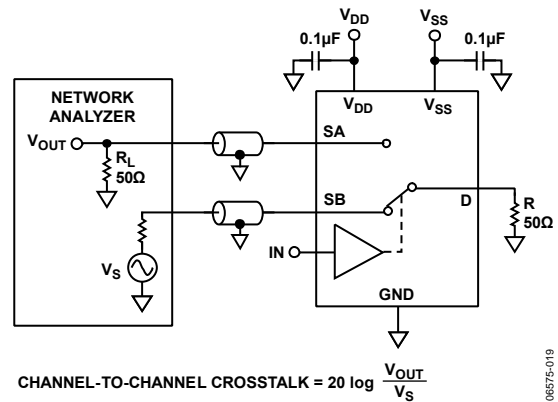 VDD
VSS
0.1µF
0.1µF
VDD
VSS
NETWORK
ANALYZER
VOUT
RL
50Ω
SA
SB
D
R
50Ω
VS
IN
GND
CHANNEL-TO-CHANNEL CROSSTALK = 20 log VOUT
VS
06575-019